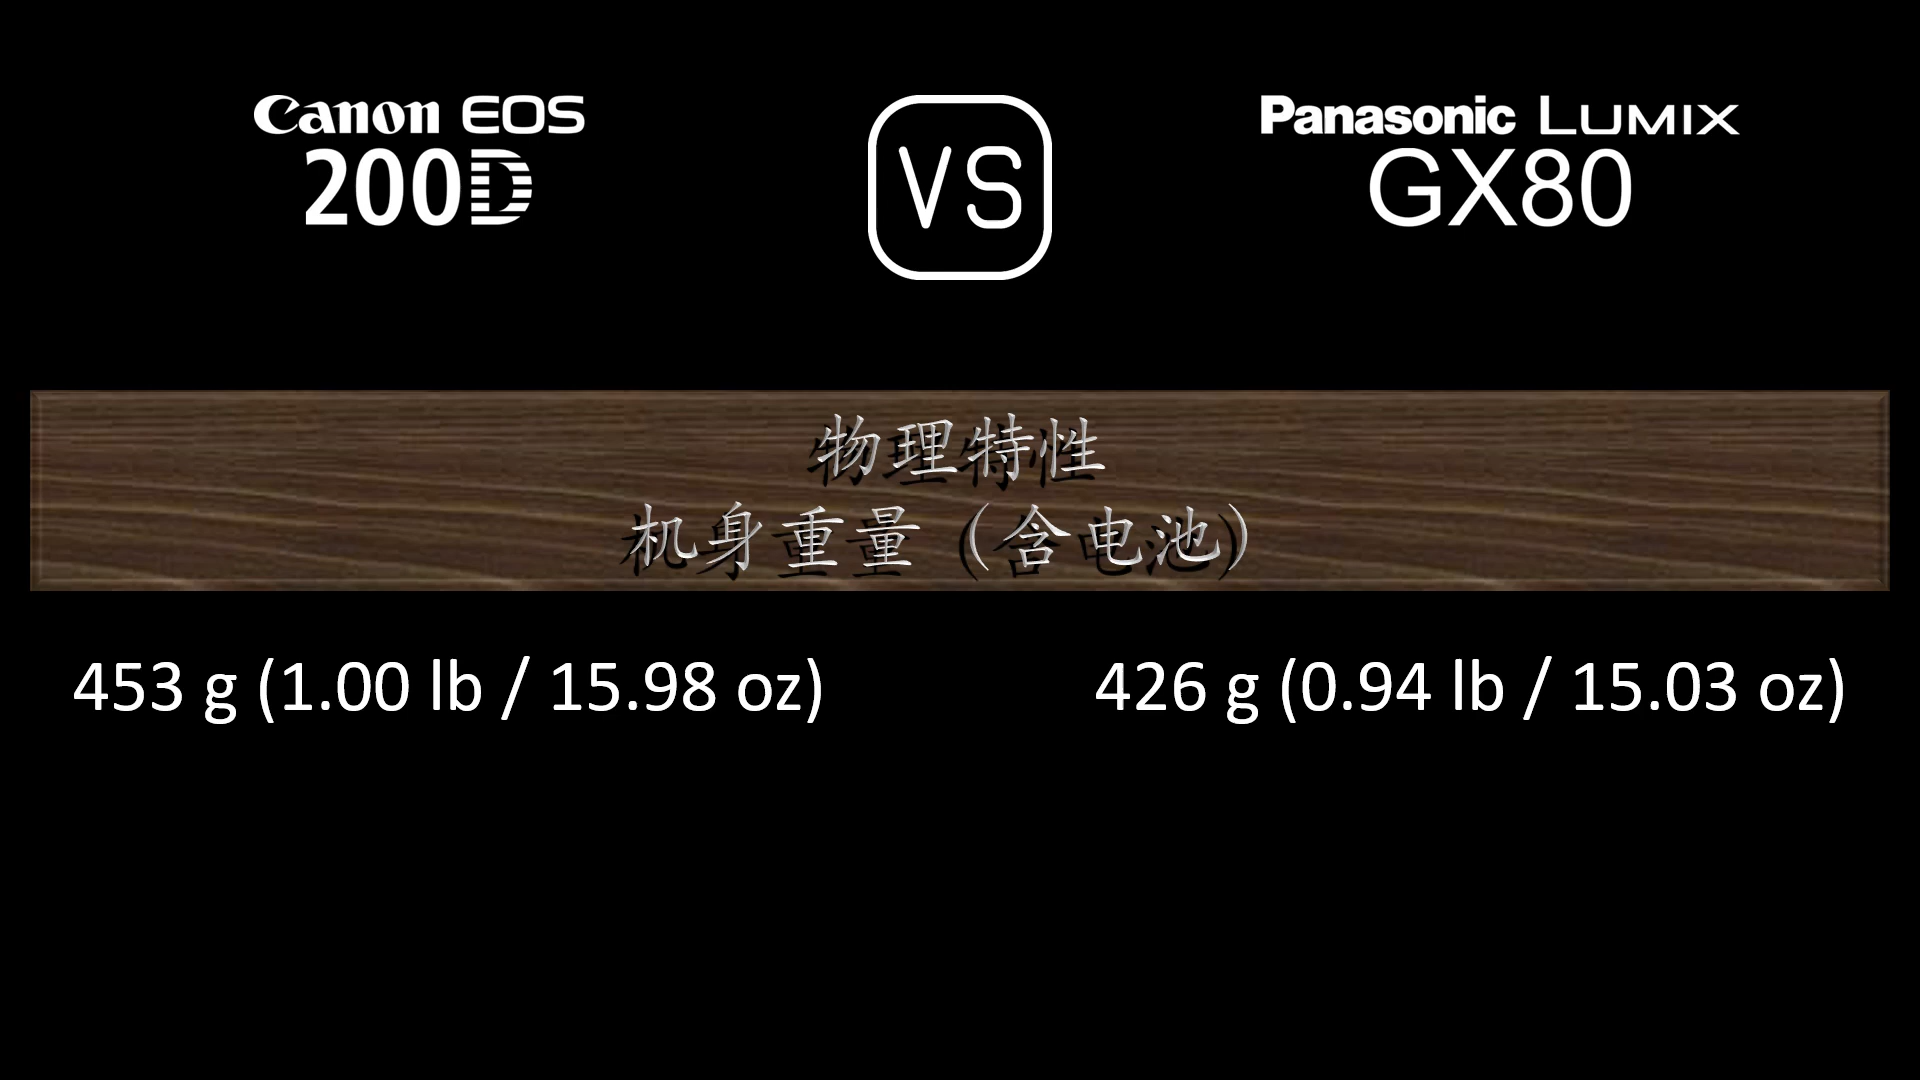 Canon EOS
200D
VS
Panasonic LUMIX
GX80
物理特性
机身重量（含电池）
453 g (1.00 lb / 15.98 oz)
426 g (0.94 lb / 15.03 oz)